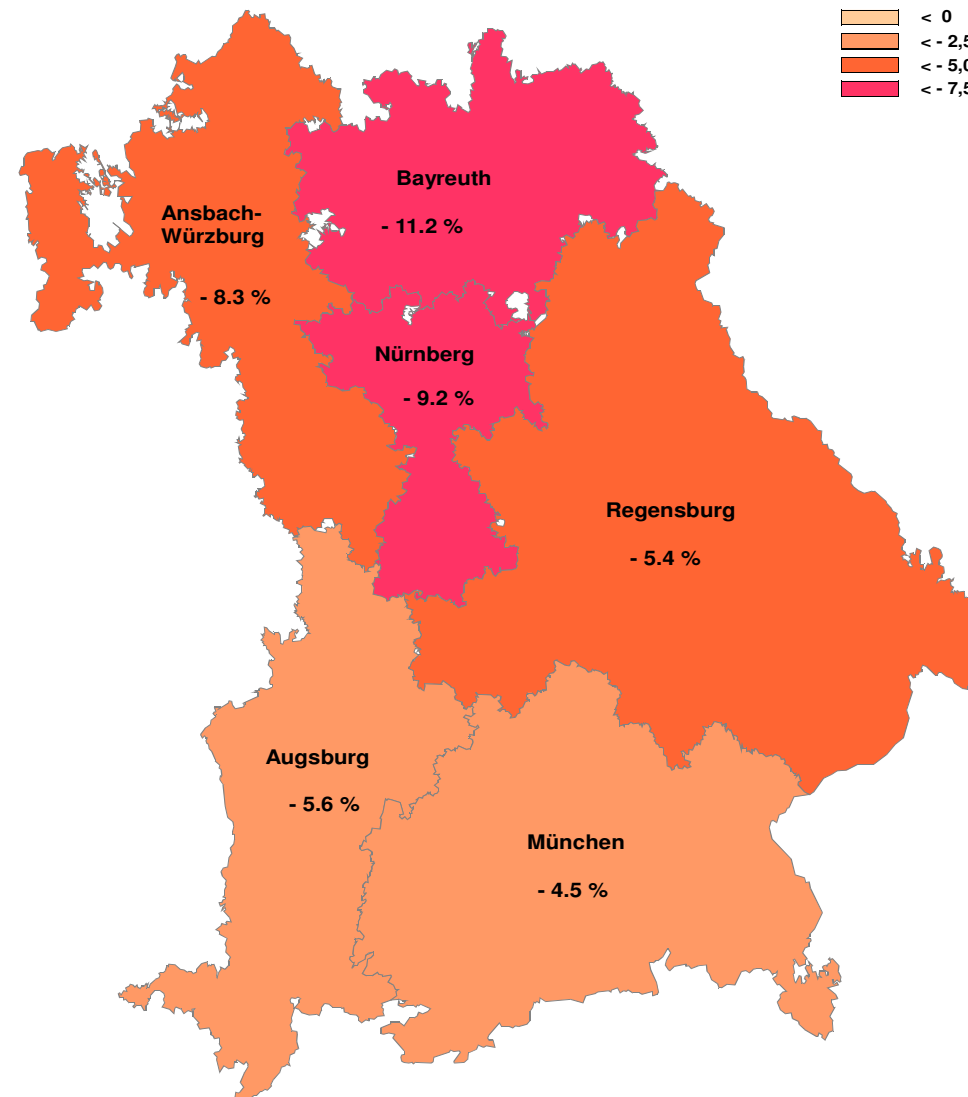 < 0
< - 2,5
< - 5,0
< - 7,5
Bayreuth
- 11.2 %
Ansbach-
Würzburg
- 8.3 %
Nürnberg
- 9.2 %
Regensburg
- 5.4 %
Augsburg
- 5.6 %
München
- 4.5 %